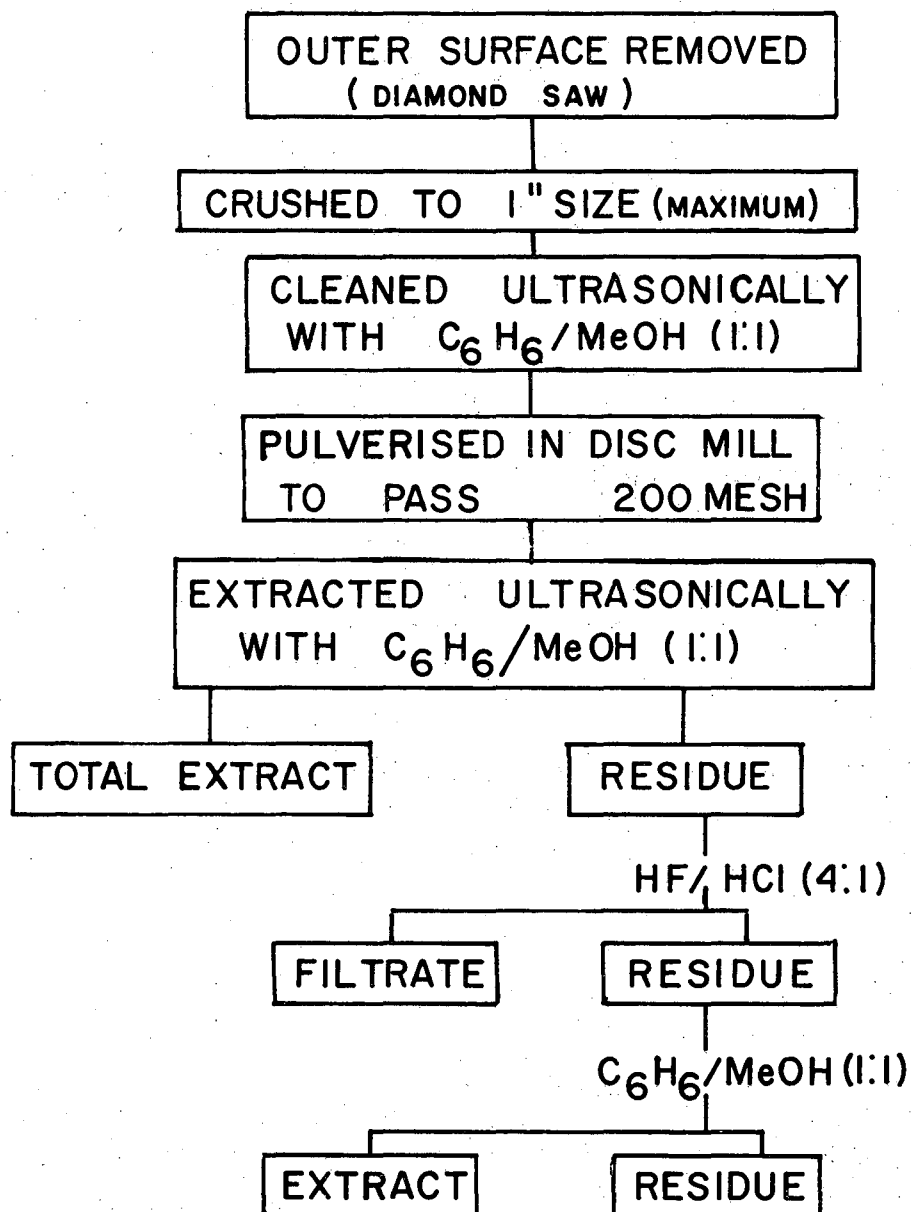 OUTER SURFACE REMOVED
(DIAMOND SAW)
CRUSHED TO 1" SIZE (MAXIMUM)
CLEANED ULTRASONICALLY
WITH C₆H₆/MeOH (1:1)
PULVERISED IN DISC MILL
TO PASS 200 MESH
EXTRACTED ULTRASONICALLY
WITH C₆H₆/MeOH (1:1)
TOTAL EXTRACT
RESIDUE
HF/HCl (4:1)
FILTRATE
RESIDUE
C₆H₆/MeOH (1:1)
EXTRACT
RESIDUE